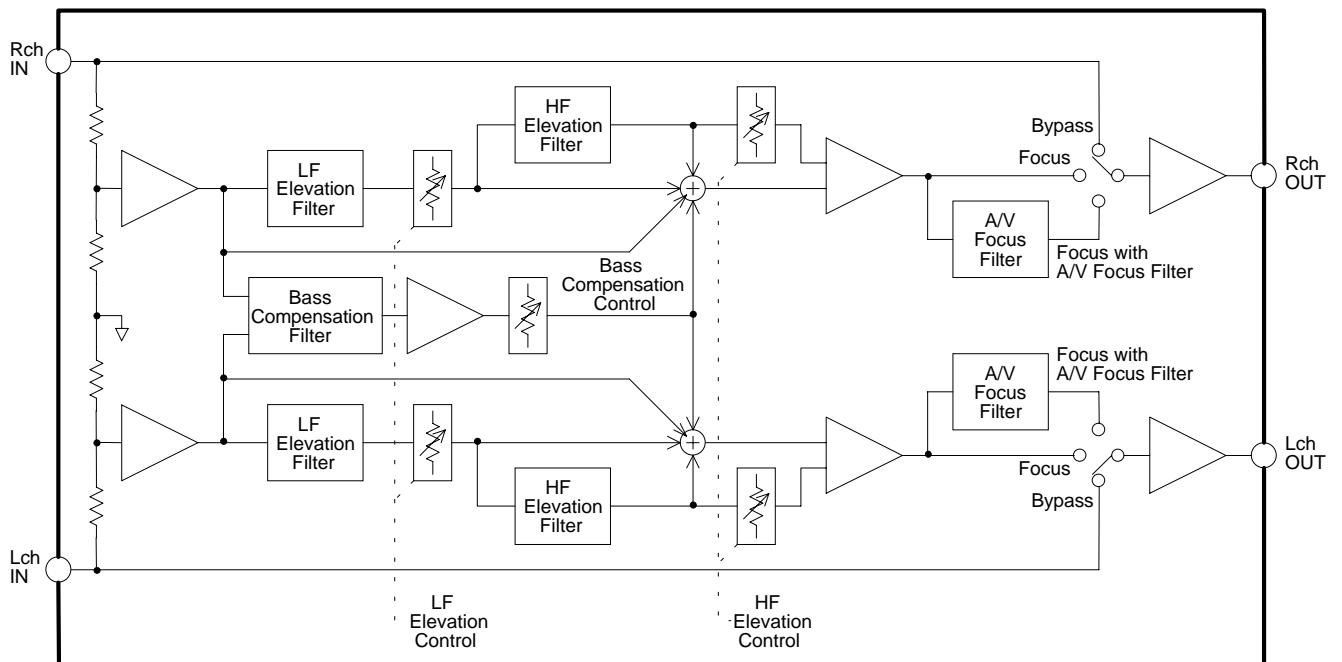 Rch
IN
HF
Elevation
Filter
Bypass
Focus
Rch
OUT
LF
Elevation
Filter
A/V
Focus
Filter
Focus with
A/V Focus Filter
Bass
Compensation
Control
Bass
Compensation
Filter
Focus with
A/V Focus Filter
A/V
Focus
Filter
LF
Elevation
Filter
Lch
OUT
Focus
Bypass
HF
Elevation
Filter
Lch
IN
LF
Elevation
Control
HF
Elevation
Control